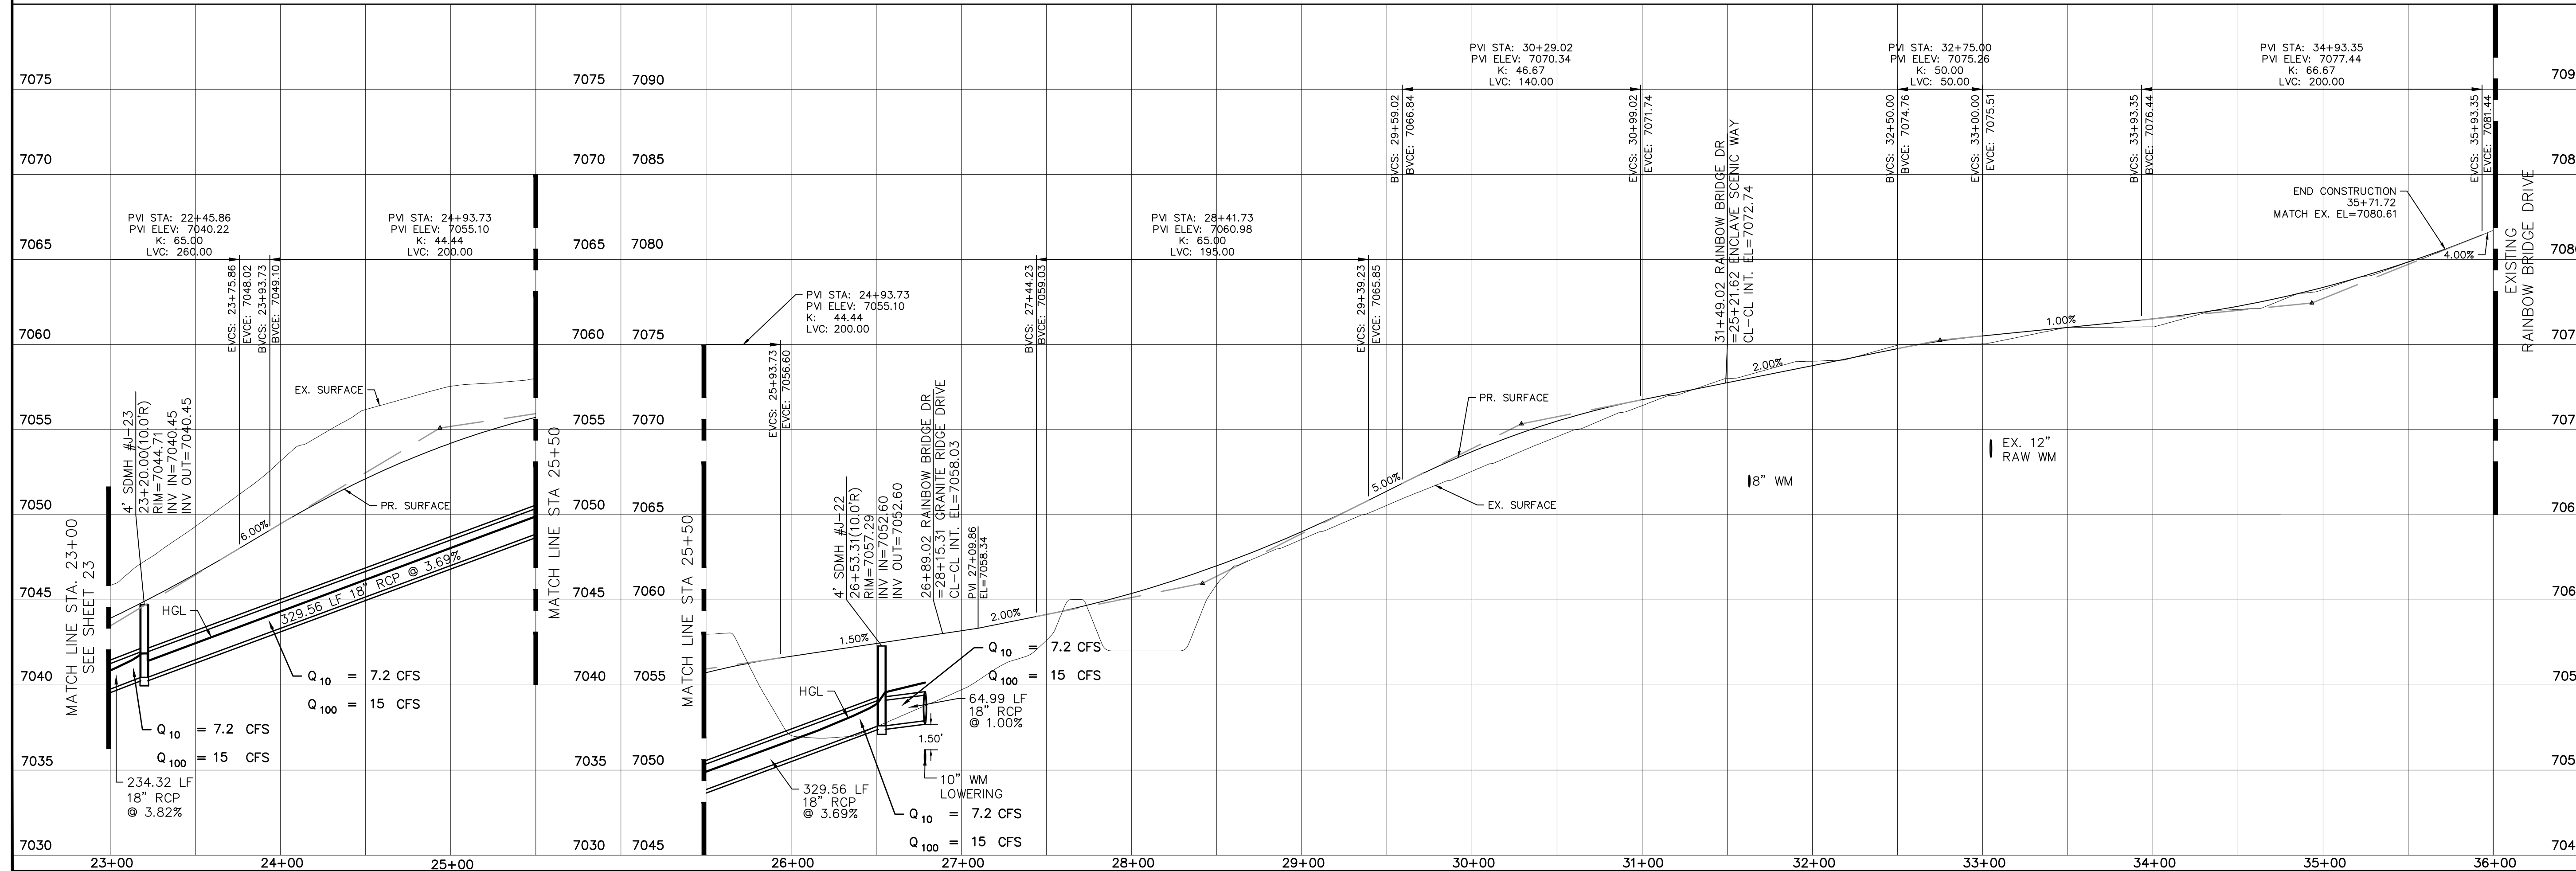 7075
7070
7065
7060
7055
7050
7045
7040
7035
7030
MATCH LINE STA. 23+00
SEE SHEET 23
PVI STA: 22+45.86
PVI ELEV: 7040.22
K: 65.00
LVC: 260.00
EVCS: 23+75.86
EVCE: 7048.02
PVI STA: 24+93.73
PVI ELEV: 7055.10
K: 44.44
LVC: 200.00
BVCS: 23+93.73
BVCE: 7049.10
4' SDMH #J-23
23+20.00(10.0'R)
RIM=7044.71
INV IN=7040.45
INV OUT=7040.45
EX. SURFACE
PR. SURFACE
6.00%
HGL
329.56 LF 18" RCP @ 3.69%
Q10 = 7.2 CFS
Q100 = 15 CFS
Q10 = 7.2 CFS
Q100 = 15 CFS
234.32 LF
18" RCP
@ 3.82%
23+00
24+00
25+00
MATCH LINE STA 25+50
7075
7070
7065
7060
7055
7050
7045
7040
7035
7030
7090
7085
7080
7075
7070
7065
7060
7055
7050
7045
MATCH LINE STA 25+50
PVI STA: 24+93.73
PVI ELEV: 7055.10
K: 44.44
LVC: 200.00
EVCS: 25+93.73
EVCE: 7056.60
4' SDMH #J-22
26+53.31(10.0'R)
RIM=7057.29
INV IN=7052.60
INV OUT=7052.60
26+89.02 RAINBOW BRIDGE DR
=28+15.31 GRANITE RIDGE DRIVE
CL-CL INT. EL=7058.03
PVI 27+09.86
EL=7058.34
1.50%
2.00%
HGL
Q10 = 7.2 CFS
Q100 = 15 CFS
64.99 LF
18" RCP
@ 1.00%
1.50'
10" WM
LOWERING
329.56 LF
18" RCP
@ 3.69%
Q10 = 7.2 CFS
Q100 = 15 CFS
PVI STA: 28+41.73
PVI ELEV: 7060.98
K: 65.00
LVC: 195.00
BVCS: 27+44.23
BVCE: 7059.03
EVCS: 29+39.23
EVCE: 7065.85
PVI STA: 30+29.02
PVI ELEV: 7070.34
K: 46.67
LVC: 140.00
BVCS: 29+59.02
BVCE: 7066.84
EVCS: 30+99.02
EVCE: 7071.74
5.00%
PR. SURFACE
EX. SURFACE
31+49.02 RAINBOW BRIDGE DR
=25+21.62 ENCLAVE SCENIC WAY
CL-CL INT. EL=7072.74
2.00%
8" WM
PVI STA: 32+75.00
PVI ELEV: 7075.26
K: 50.00
LVC: 50.00
BVCS: 32+50.00
BVCE: 7074.76
EVCS: 33+00.00
EVCE: 7075.51
EX. 12"
RAW WM
1.00%
PVI STA: 34+93.35
PVI ELEV: 7077.44
K: 66.67
LVC: 200.00
BVCS: 33+93.35
BVCE: 7076.44
EVCS: 35+93.35
EVCE: 7081.44
END CONSTRUCTION
35+71.72
MATCH EX. EL=7080.61
4.00%
EXISTING
RAINBOW BRIDGE DRIVE
26+00
27+00
28+00
29+00
30+00
31+00
32+00
33+00
34+00
35+00
36+00